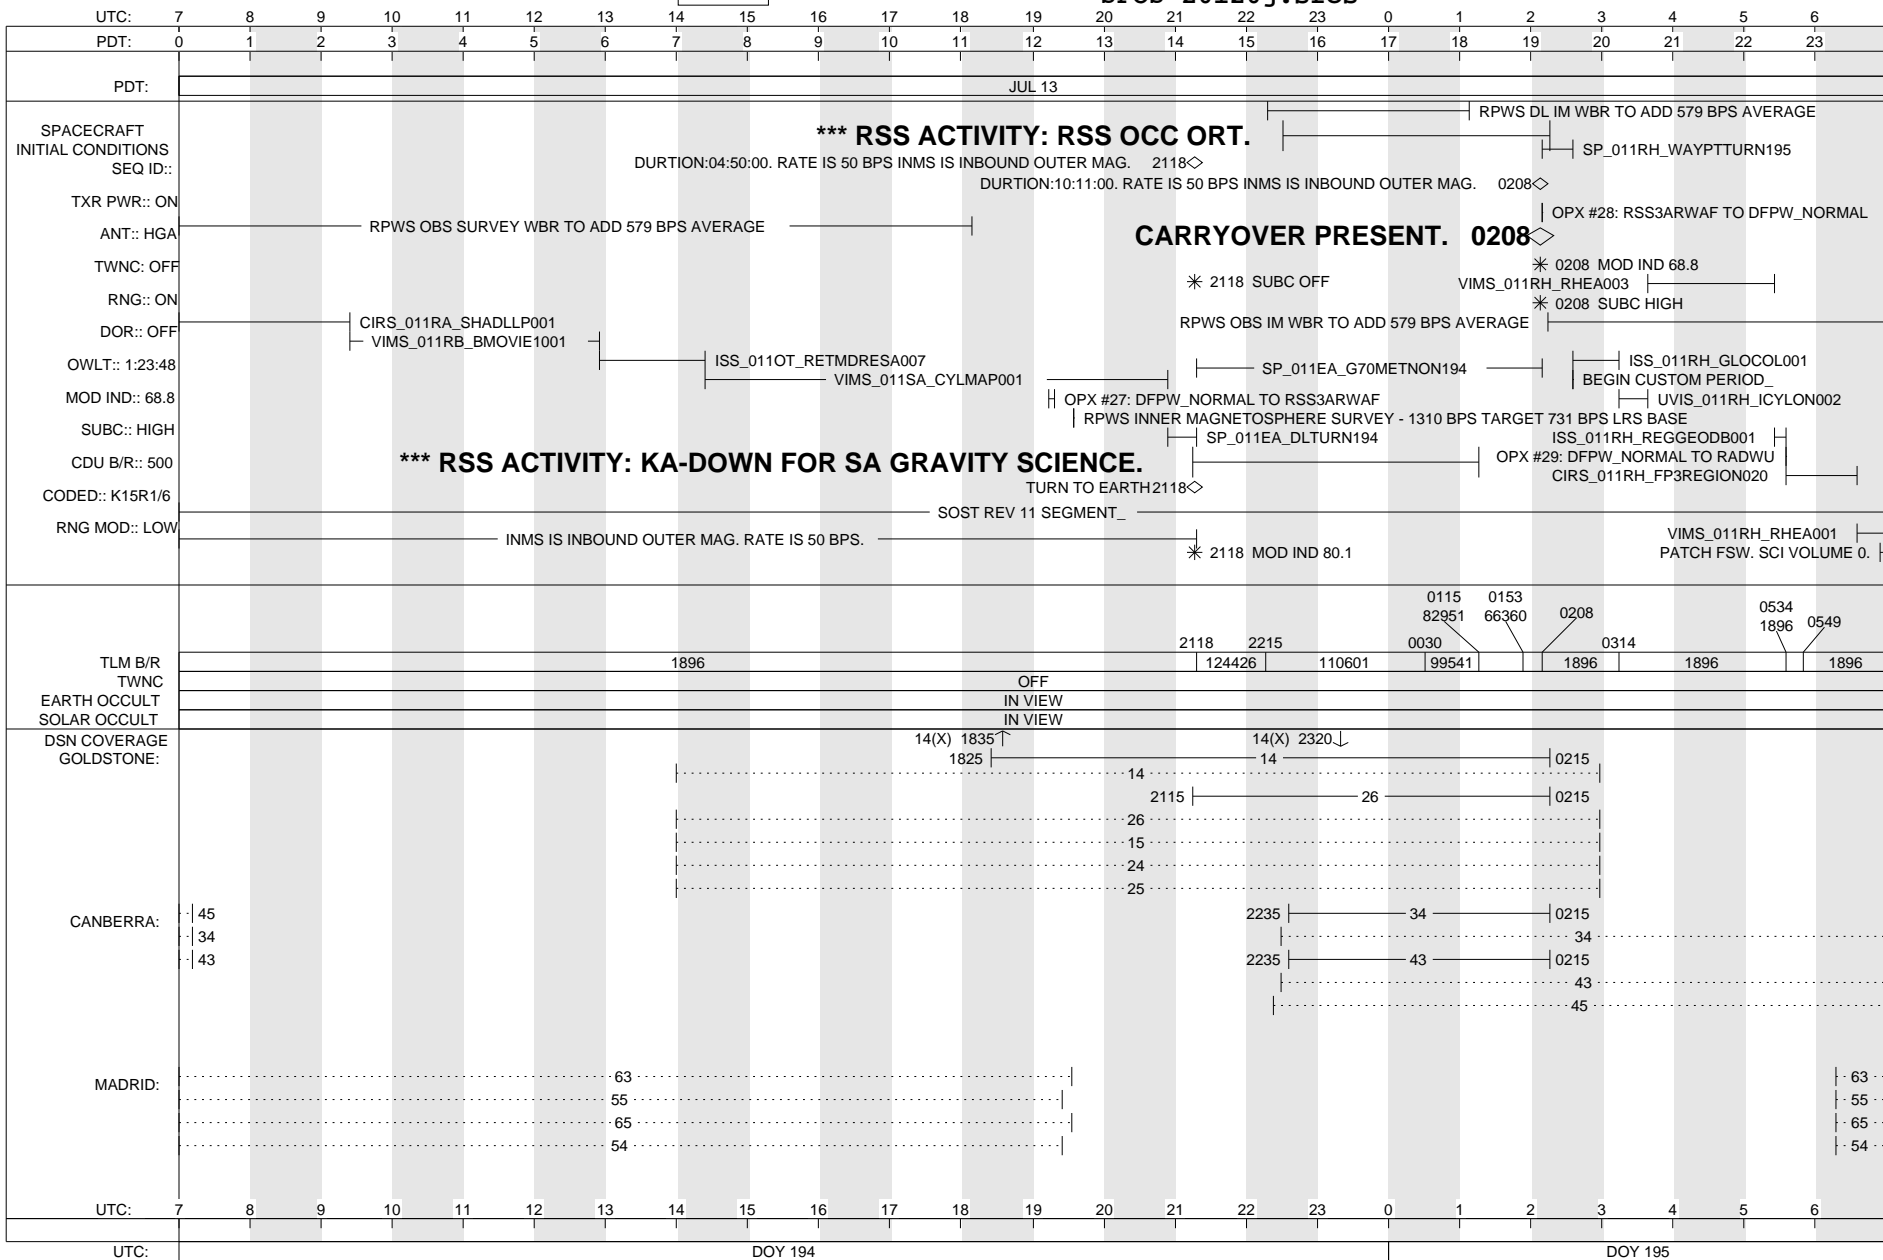 UTC: 7 8 9 10 11 12 13 14 15 16 17 18 19 20 21 22 23 0 1 2 3 4 5 6
PDT: 0 1 2 3 4 5 6 7 8 9 10 11 12 13 14 15 16 17 18 19 20 21 22 23
PDT: JUL 13
RPWS DL IM WBR TO ADD 579 BPS AVERAGE
SPACECRAFT
INITIAL CONDITIONS
SEQ ID::
*** RSS ACTIVITY: RSS OCC ORT.
SP_011RH_WAYPTTURN195
DURTION:04:50:00. RATE IS 50 BPS INMS IS INBOUND OUTER MAG. 2118
DURTION:10:11:00. RATE IS 50 BPS INMS IS INBOUND OUTER MAG. 0208
TXR PWR:: ON
OPX #28: RSS3ARWAF TO DFPW_NORMAL
RPWS OBS SURVEY WBR TO ADD 579 BPS AVERAGE
ANT:: HGA
CARRYOVER PRESENT. 0208
TWNC: OFF
0208 MOD IND 68.8
2118 SUBC OFF
VIMS_011RH_RHEA003
RNG:: ON
0208 SUBC HIGH
CIRS_011RA_SHADLLP001
RPWS OBS IM WBR TO ADD 579 BPS AVERAGE
DOR:: OFF
VIMS_011RB_BMOVIE1001
OWLT:: 1:23:48
ISS_011OT_RETMDRESA007
SP_011EA_G70METNON194
ISS_011RH_GLOCOL001
VIMS_011SA_CYLMAP001
BEGIN CUSTOM PERIOD_
MOD IND:: 68.8
OPX #27: DFPW_NORMAL TO RSS3ARWAF
UVIS_011RH_ICYLON002
RPWS INNER MAGNETOSPHERE SURVEY - 1310 BPS TARGET 731 BPS LRS BASE
SUBC:: HIGH
SP_011EA_DLTURN194
ISS_011RH_REGGEODB001
CDU B/R:: 500
*** RSS ACTIVITY: KA-DOWN FOR SA GRAVITY SCIENCE.
OPX #29: DFPW_NORMAL TO RADWU
CIRS_011RH_FP3REGION020
TURN TO EARTH 2118
CODED:: K15R1/6
SOST REV 11 SEGMENT_
RNG MOD:: LOW
INMS IS INBOUND OUTER MAG. RATE IS 50 BPS.
VIMS_011RH_RHEA001
2118 MOD IND 80.1
PATCH FSW. SCI VOLUME 0.
0115 0153 0208 0534 0549
82951 66360 1896
2118 2215 0030 0314
TLM B/R 1896 124426 110601 99541 1896 1896 1896
TWNC OFF
EARTH OCCULT IN VIEW
SOLAR OCCULT IN VIEW
DSN COVERAGE 14(X) 1835 14(X) 2320
GOLDSTONE: 1825 14 0215
14
2115 26 0215
26
15
24
25
CANBERRA: 45 2235 34 0215
34 34
43 2235 43 0215
43
45
MADRID: 63 63
55 55
65 65
54 54
UTC: 7 8 9 10 11 12 13 14 15 16 17 18 19 20 21 22 23 0 1 2 3 4 5 6
UTC: DOY 194 DOY 195